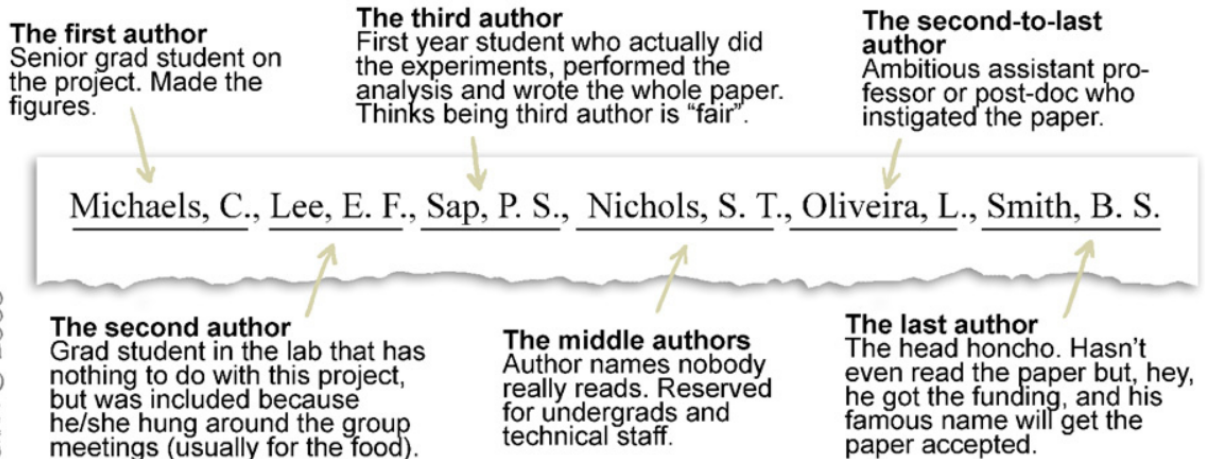 The first author
Senior grad student on
the project. Made the
figures.
The third author
First year student who actually did
the experiments, performed the
analysis and wrote the whole paper.
Thinks being third author is “fair”.
The second-to-last
author
Ambitious assistant pro-
fessor or post-doc who
instigated the paper.
Michaels, C., Lee, E. F., Sap, P. S., Nichols, S. T., Oliveira, L., Smith, B. S.
The second author
Grad student in the lab that has
nothing to do with this project,
but was included because
he/she hung around the group
meetings (usually for the food).
The middle authors
Author names nobody
really reads. Reserved
for undergrads and
technical staff.
The last author
The head honcho. Hasn’t
even read the paper but, hey,
he got the funding, and his
famous name will get the
paper accepted.